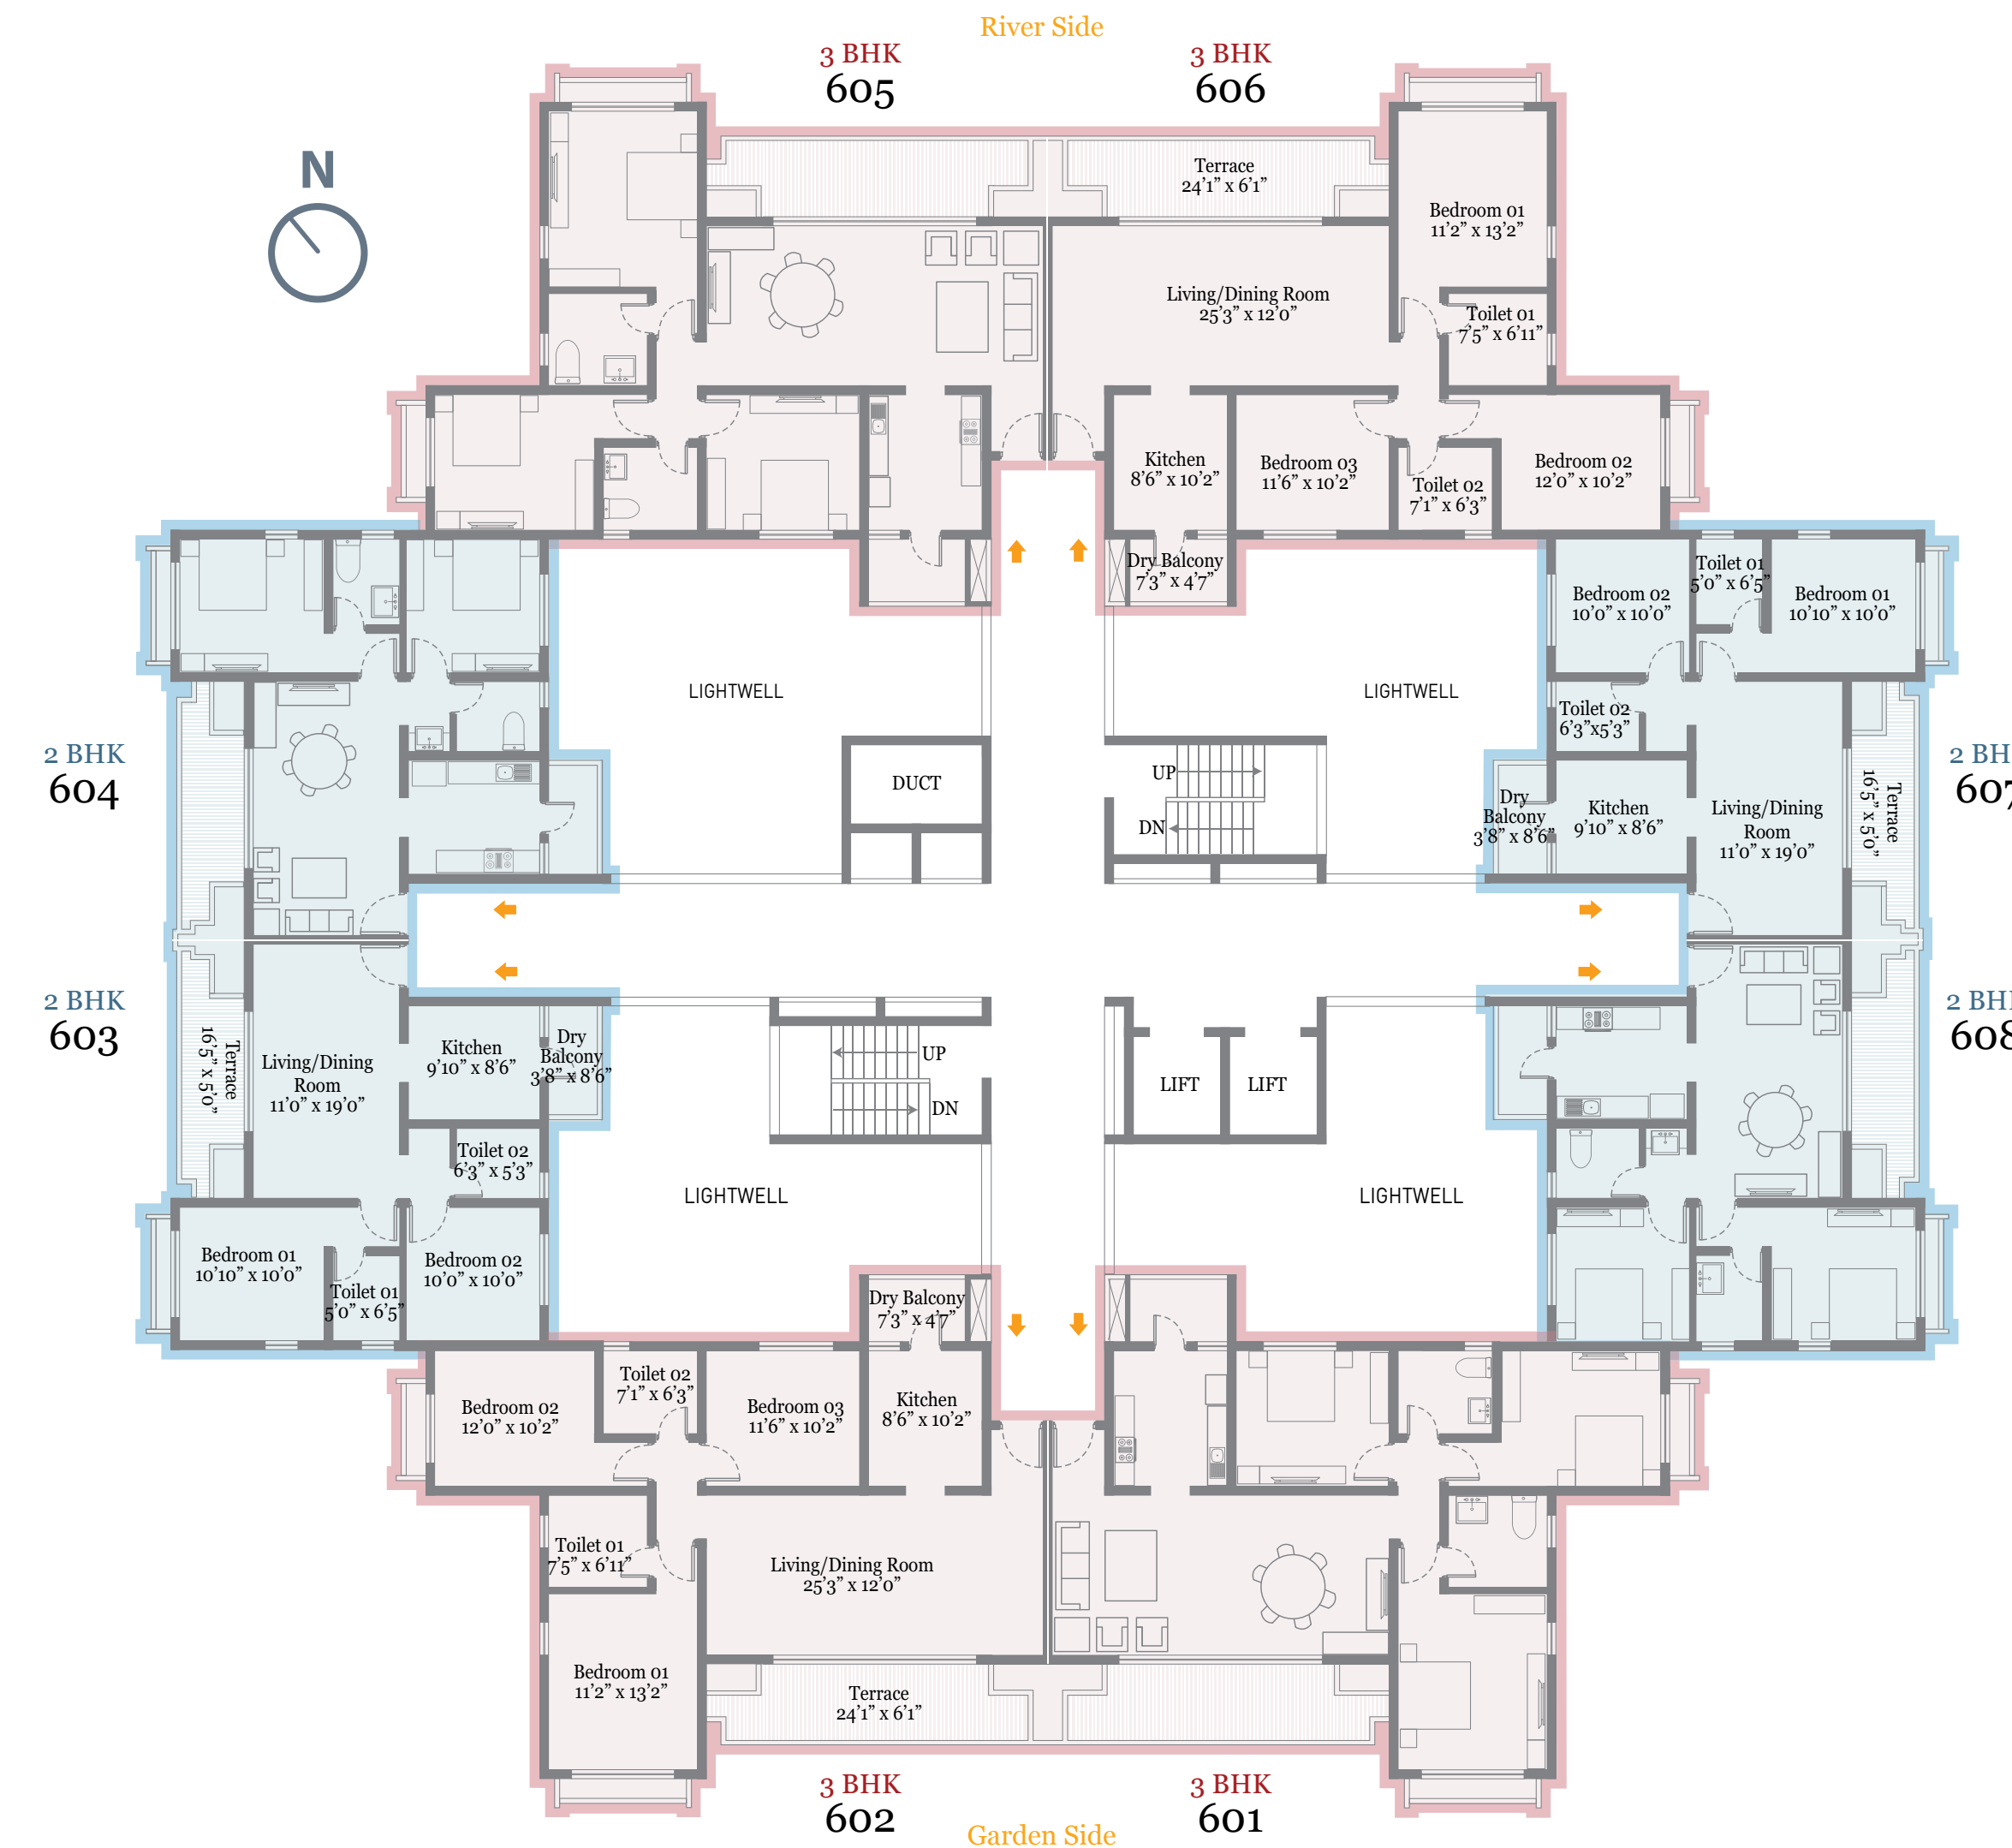 River Side
3 BHK
605
3 BHK
606
N
Terrace
24’1” x 6’1”
Bedroom 01
11’2” x 13’2”
Living/Dining Room
25’3” x 12’0”
Toilet 01
7’5” x 6’11”
Kitchen
8’6” x 10’2”
Bedroom 03
11’6” x 10’2”
Toilet 02
7’1” x 6’3”
Bedroom 02
12’0” x 10’2”
Dry Balcony
7’3” x 4’7”
Bedroom 02
10’0” x 10’0”
Toilet 01
5’0” x 6’5”
Bedroom 01
10’10” x 10’0”
LIGHTWELL
LIGHTWELL
Toilet 02
6’3”x5’3”
2 BHK
604
DUCT
UP
DN
Dry
Balcony
3’8” x 8’6”
Kitchen
9’10” x 8’6”
Living/Dining
Room
11’0” x 19’0”
Terrace
16’5” x 5’0”
2 BH
607
2 BHK
603
Terrace
16’5” x 5’0”
Living/Dining
Room
11’0” x 19’0”
Kitchen
9’10” x 8’6”
Dry
Balcony
3’8” x 8’6”
UP
DN
LIFT
LIFT
2 BHK
608
Toilet 02
6’3” x 5’3”
LIGHTWELL
LIGHTWELL
Bedroom 01
10’10” x 10’0”
Toilet 01
5’0” x 6’5”
Bedroom 02
10’0” x 10’0”
Dry Balcony
7’3” x 4’7”
Bedroom 02
12’0” x 10’2”
Toilet 02
7’1” x 6’3”
Bedroom 03
11’6” x 10’2”
Kitchen
8’6” x 10’2”
Toilet 01
7’5” x 6’11”
Living/Dining Room
25’3” x 12’0”
Bedroom 01
11’2” x 13’2”
Terrace
24’1” x 6’1”
3 BHK
602
3 BHK
601
Garden Side